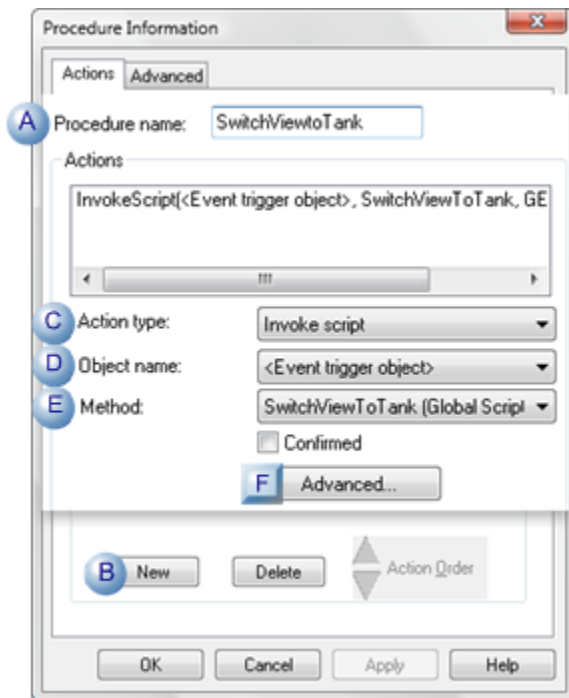 Procedure Information
Actions Advanced
A Procedure name: SwitchViewtoTank
Actions
InvokeScript(<Event trigger object>, SwitchViewToTank, GE
C Action type: Invoke script
D Object name: <Event trigger object>
E Method: SwitchViewToTank (Global Script
Confirmed
F Advanced...
B New Delete Action Order
OK Cancel Apply Help